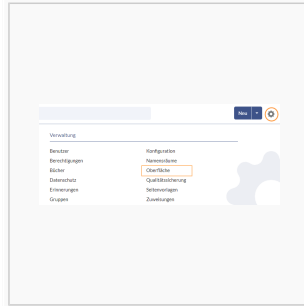 Neu
Verwaltung
Benutzer
Berechtigungen
Bücher
Datenschutz
Erinnerungen
Gruppen
Konfiguration
Namensräume
Oberfläche
Qualitätssicherung
Seitenvorlagen
Zuweisungen